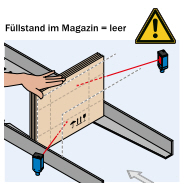 Füllstand im Magazin = leer